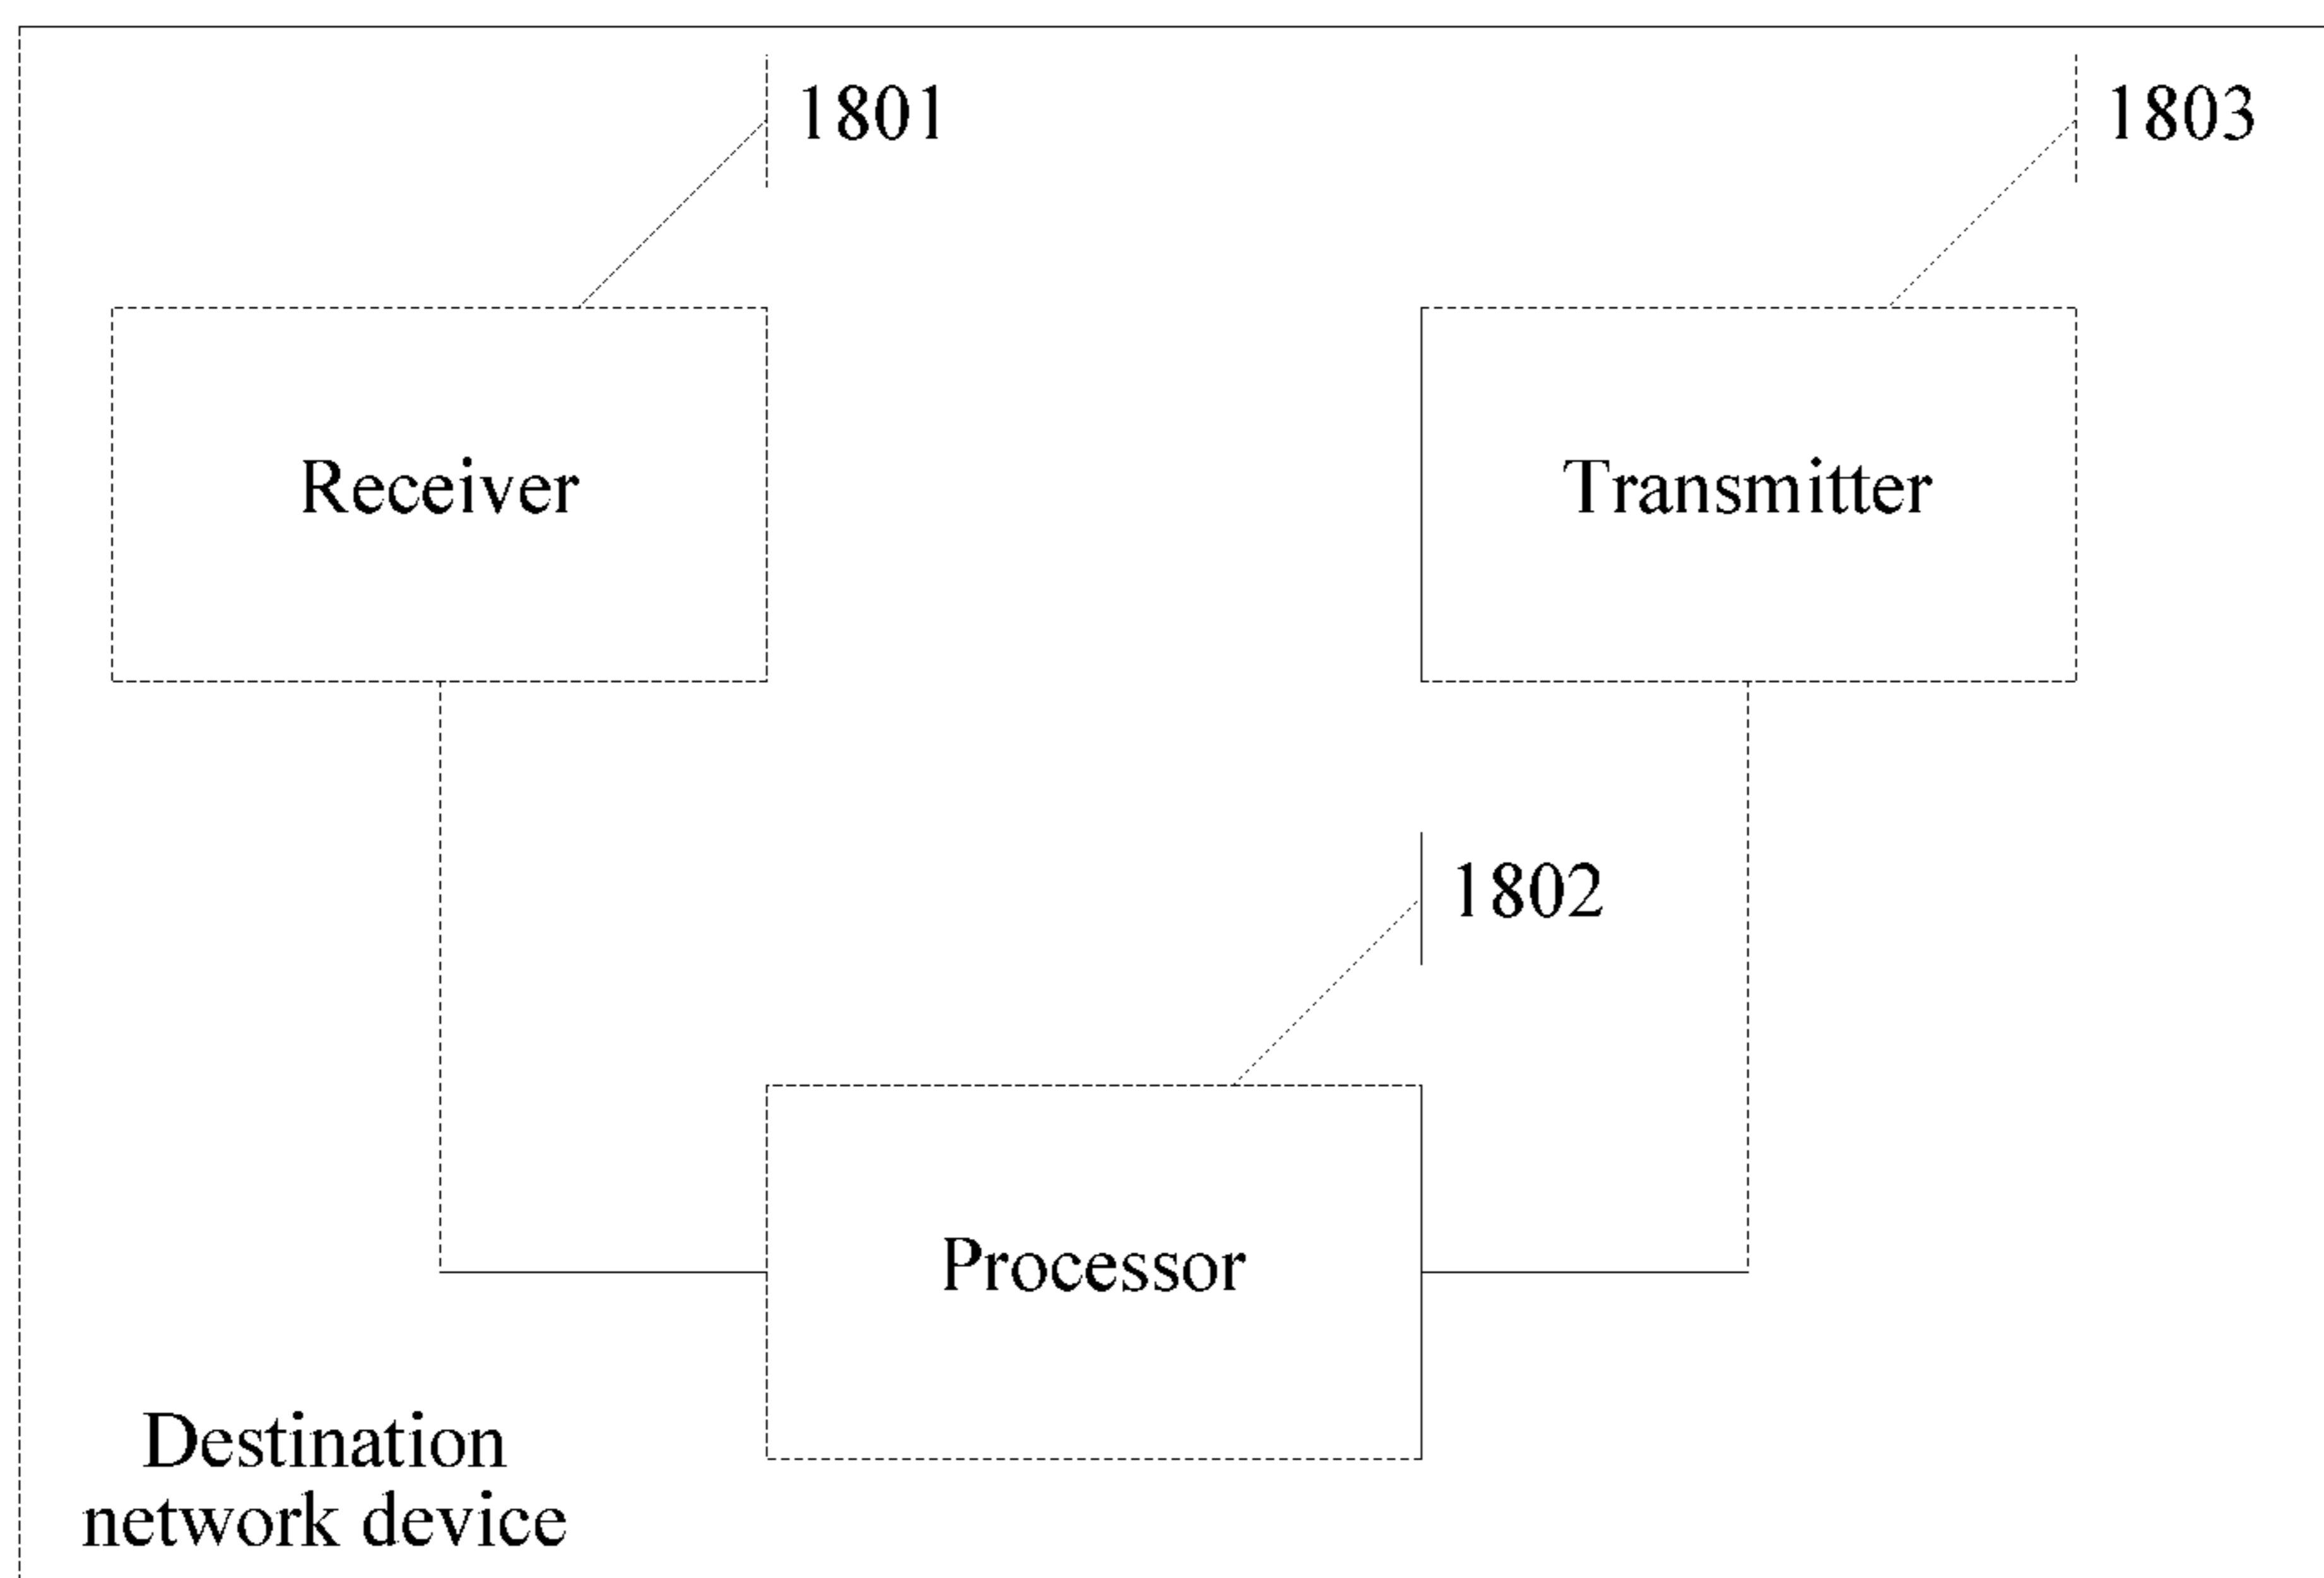 1801
1803
Receiver
Transmitter
1802
Processor
Destination
network device